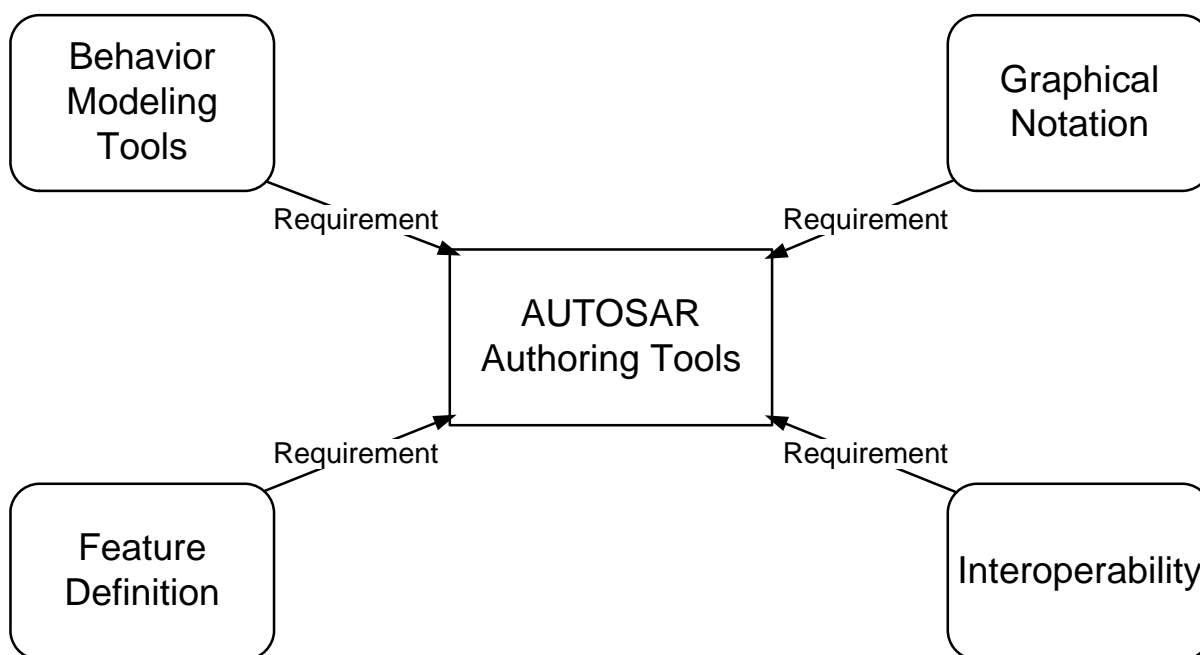 Behavior
Modeling
Tools
Graphical
Notation
Requirement
Requirement
AUTOSAR
Authoring Tools
Requirement
Requirement
Feature
Definition
Interoperability